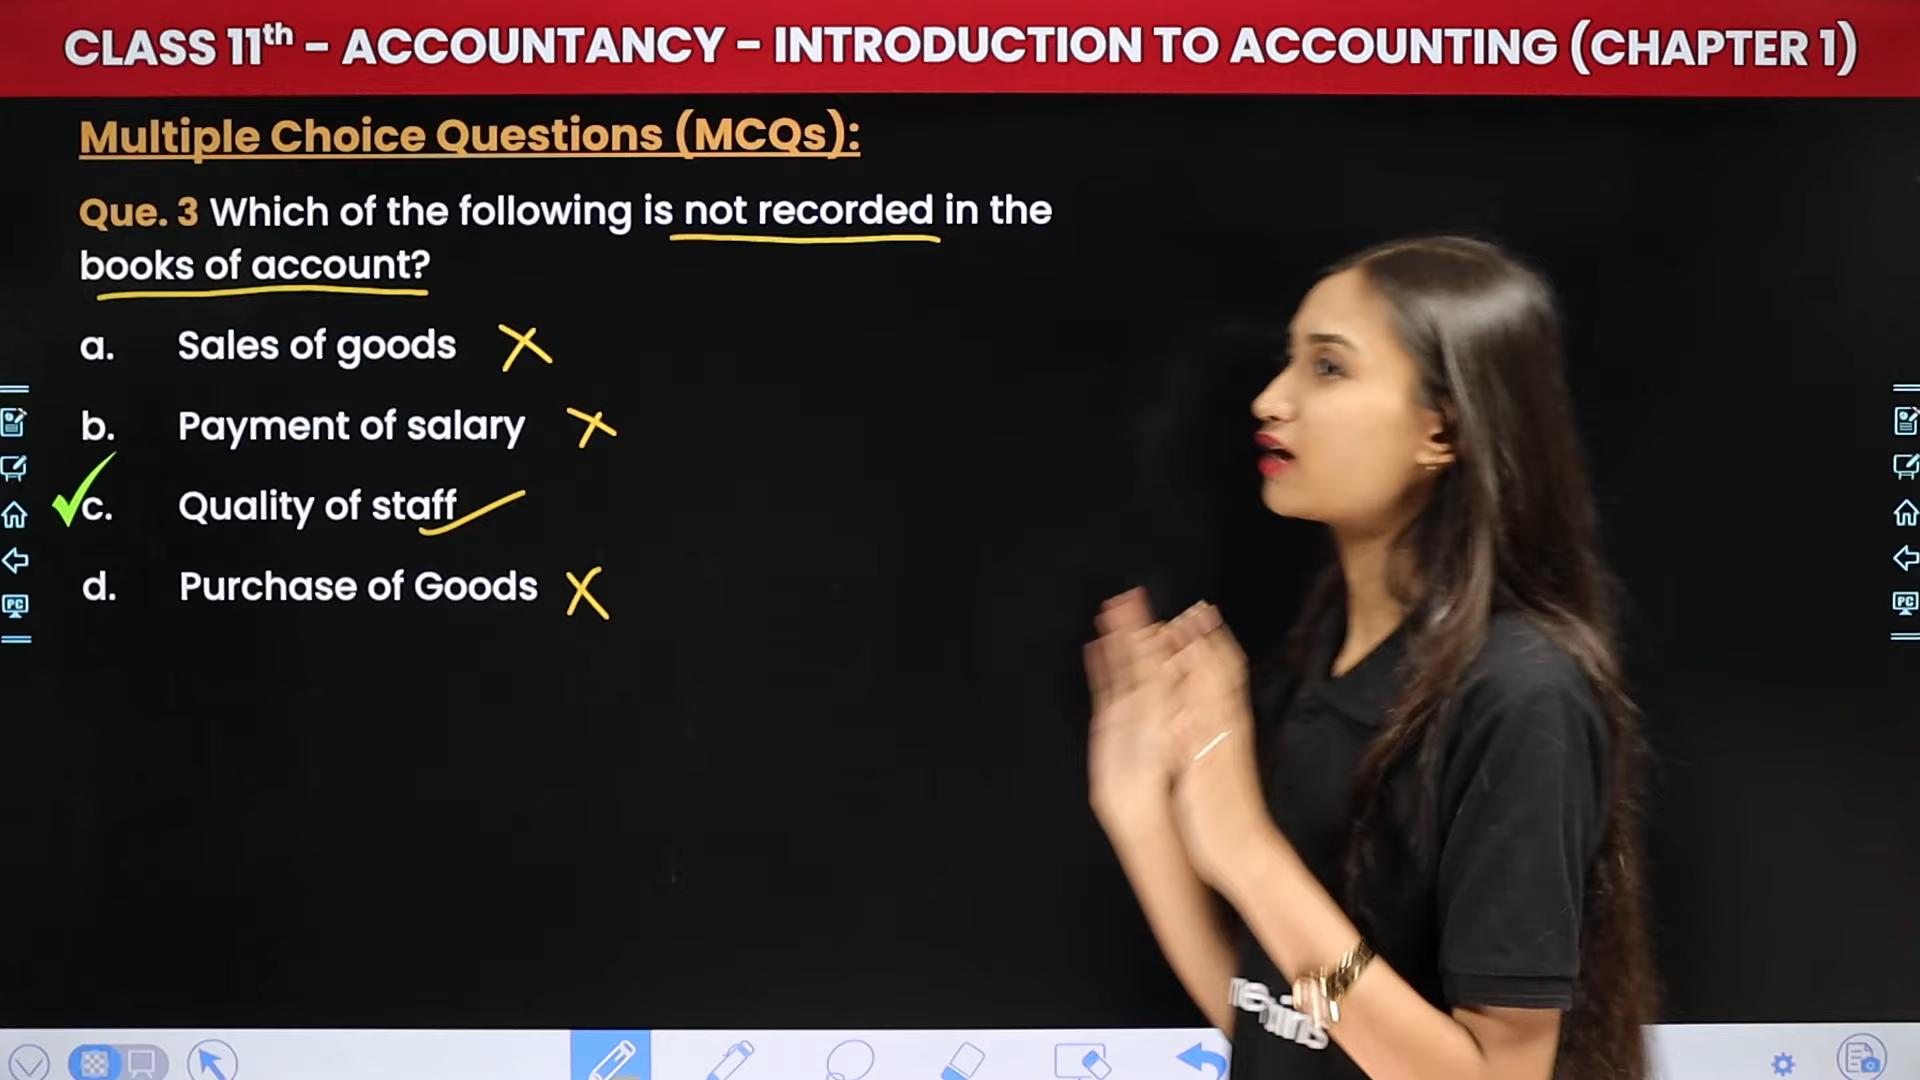 CLASS 11th - ACCOUNTANCY - INTRODUCTION TO ACCOUNTING (CHAPTER 1)
Multiple Choice Questions (MCQs):
Que. 3 Which of the following is not recorded in the
books of account?
a. Sales of goods
b. Payment of salary
c. Quality of staff
d. Purchase of Goods
PC
PC